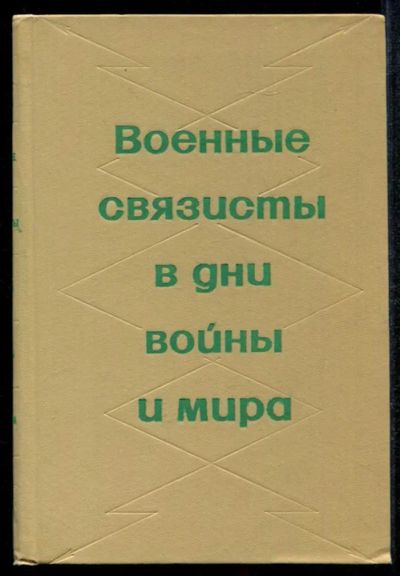 Военные
связисты
в дни
войны
и мира